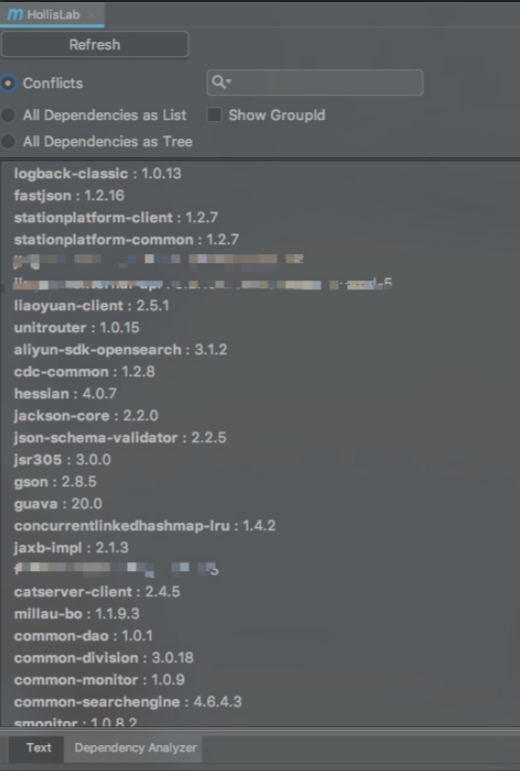 HollisLab
Refresh
Conflicts
All Dependencies as List
Show GroupId
All Dependencies as Tree
logback-classic : 1.0.13
fastjson : 1.2.16
stationplatform-client : 1.2.7
stationplatform-common : 1.2.7
liaoyuan-client : 2.5.1
unitrouter : 1.0.15
aliyun-sdk-opensearch : 3.1.2
cdc-common : 1.2.8
hessian : 4.0.7
jackson-core : 2.2.0
json-schema-validator : 2.2.5
jsr305 : 3.0.0
gson : 2.8.5
guava : 20.0
concurrentlinkedhashmap-lru : 1.4.2
jaxb-impl : 2.1.3
catserver-client : 2.4.5
millau-bo : 1.1.9.3
common-dao : 1.0.1
common-division : 3.0.18
common-monitor : 1.0.9
common-searchengine : 4.6.4.3
smonitor : 1.0.8.2
Text
Dependency Analyzer